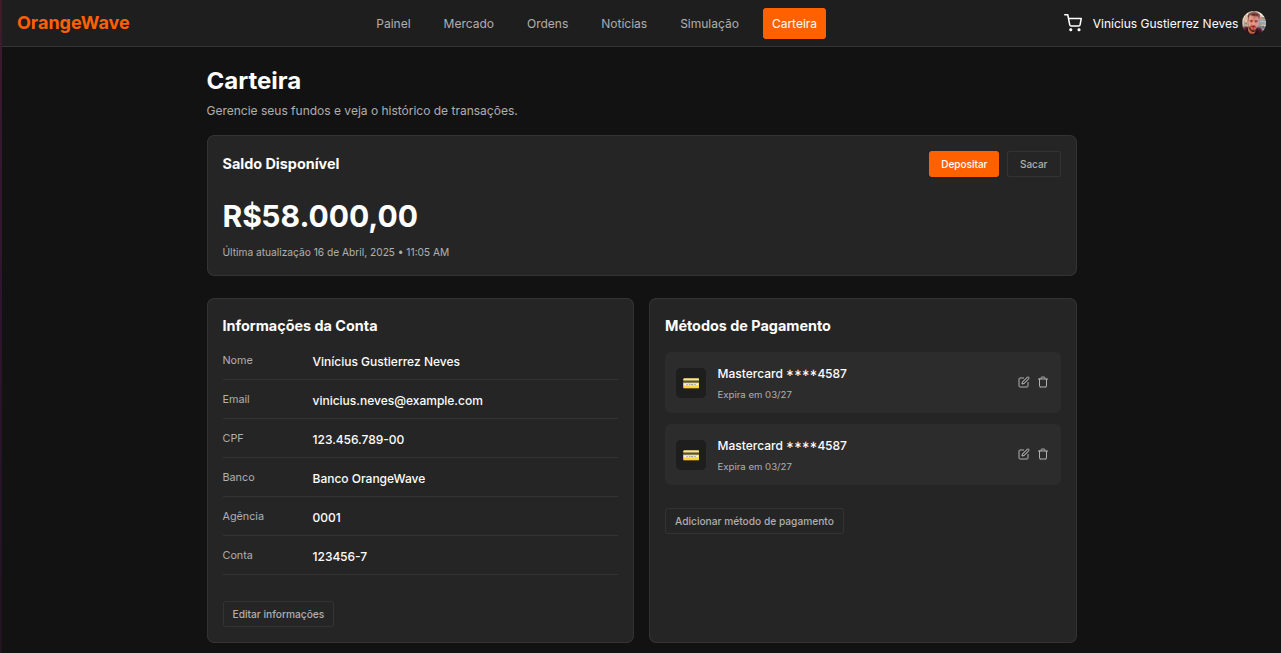 OrangeWave
Painel
Mercado
Ordens
Notícias
Simulação
Carteira
Vinícius Gustierrez Neves
Carteira
Gerencie seus fundos e veja o histórico de transações.
Saldo Disponível
Depositar
Sacar
R$58.000,00
Última atualização 16 de Abril, 2025 • 11:05 AM
Informações da Conta
Nome Vinícius Gustierrez Neves
Email vinicius.neves@example.com
CPF 123.456.789-00
Banco Banco OrangeWave
Agência 0001
Conta 123456-7
Editar informações
Métodos de Pagamento
Mastercard ****4587
Expira em 03/27
Mastercard ****4587
Expira em 03/27
Adicionar método de pagamento